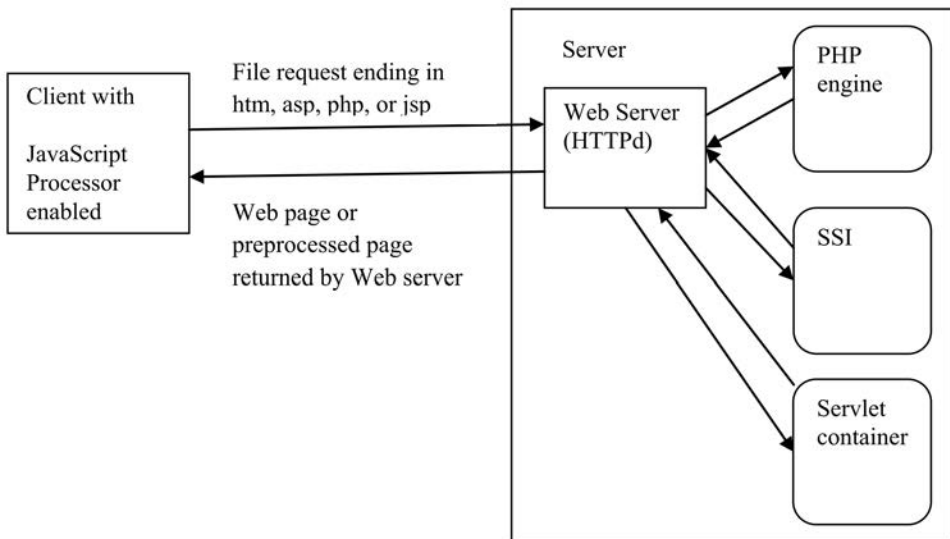 Client with
JavaScript
Processor
enabled
File request ending in
htm, asp, php, or jsp
Web page or
preprocessed page
returned by Web server
Server
Web Server
(HTTPd)
PHP
engine
SSI
Servlet
container